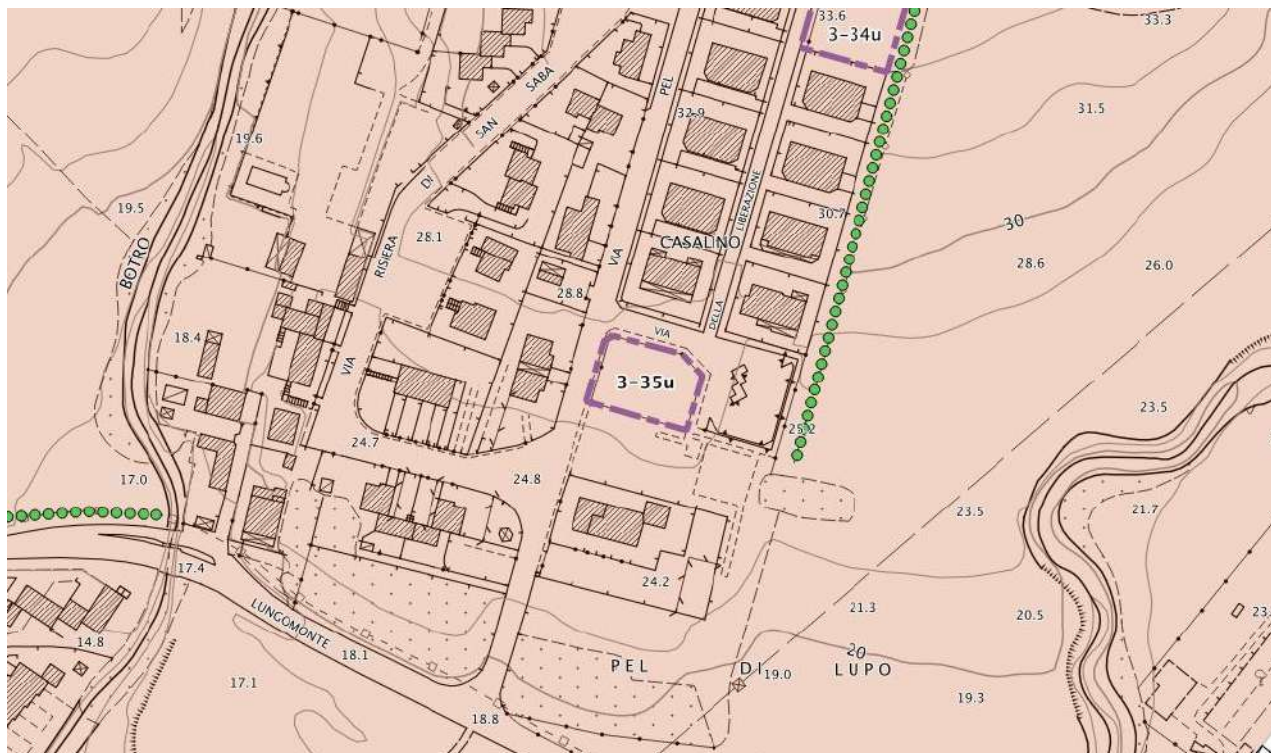 33.6
33.3
3-34u
SABA
PEL
31.5
32.9
SAN
19.6
DI
LIBERAZIONE
19.5
30.7
30
28.1
CASALINO
RISIERA
VIA
BOTRO
28.6
26.0
28.8
DELLA
VIA
18.4
VIA
3-35u
23.5
25.2
24.7
24.8
17.0
23.5
21.7
17.4
24.2
21.3
20.5
LUNGOMONTE
14.8
18.1
20
PEL DI LUPO
19.0
17.1
19.3
18.8